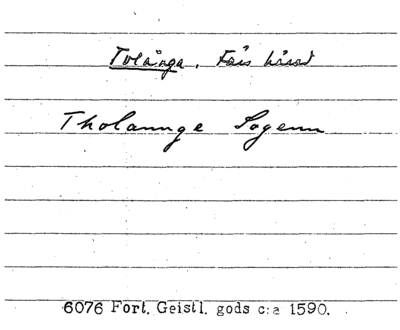 Tolånga. Färs härad
Tholannge Sogenn
6076 Fort. Geistl. gods c:a 1590.